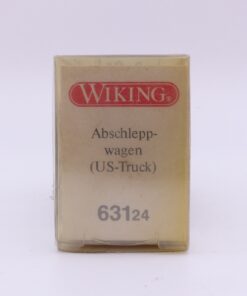 WIKING®
Abschlepp-
wagen
(US-Truck)
63124